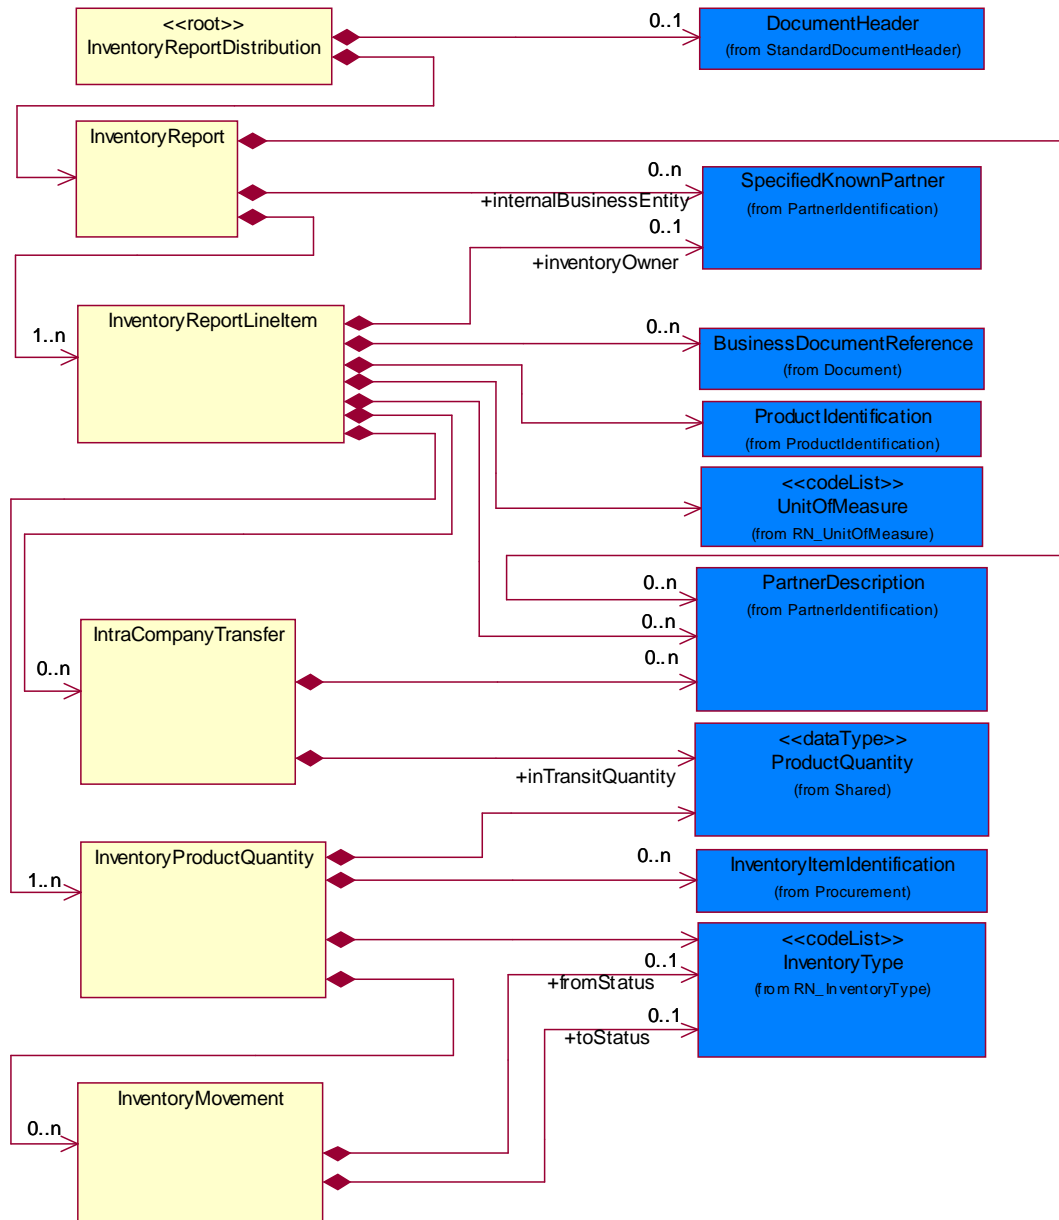 <<root>>
InventoryReportDistribution
0..1
DocumentHeader
(from StandardDocumentHeader)
InventoryReport
0..n
+internalBusinessEntity
SpecifiedKnownPartner
(from PartnerIdentification)
0..1
+inventoryOwner
1..n
InventoryReportLineItem
0..n
BusinessDocumentReference
(from Document)
ProductIdentification
(from ProductIdentification)
<<codeList>>
UnitOfMeasure
(from RN_UnitOfMeasure)
0..n
PartnerDescription
(from PartnerIdentification)
0..n
0..n
0..n
IntraCompanyTransfer
+inTransitQuantity
<<dataType>>
ProductQuantity
(from Shared)
1..n
InventoryProductQuantity
0..n
InventoryItemIdentification
(from Procurement)
<<codeList>>
InventoryType
(from RN_InventoryType)
0..1
+fromStatus
0..1
+toStatus
0..n
InventoryMovement